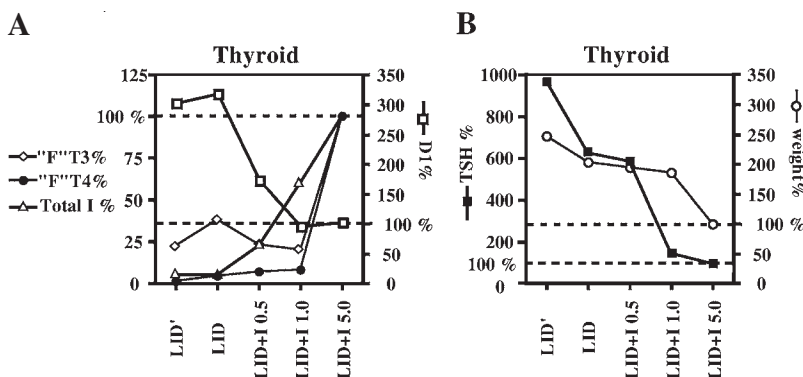 A
Thyroid
125
100 %
75
50
25
0
350
300
250
200
150
100 %
50
0
D1%
"F"T3%
"F"T4%
Total I %
LID'
LID
LID+I 0.5
LID+I 1.0
LID+I 5.0
B
Thyroid
1000
800
600
400
200
100 %
0
TSH %
350
300
250
200
150
100 %
50
0
Weight%
LID'
LID
LID+I 0.5
LID+I 1.0
LID+I 5.0